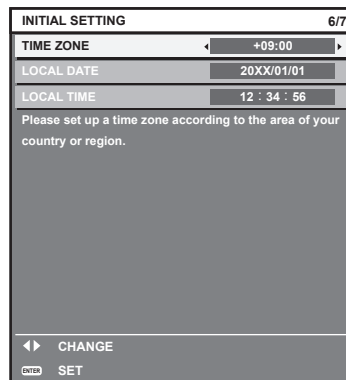 INITIAL SETTING 6/7
TIME ZONE +09:00
LOCAL DATE 20XX/01/01
LOCAL TIME 12 : 34 : 56
Please set up a time zone according to the area of your
country or region.
CHANGE
ENTER SET